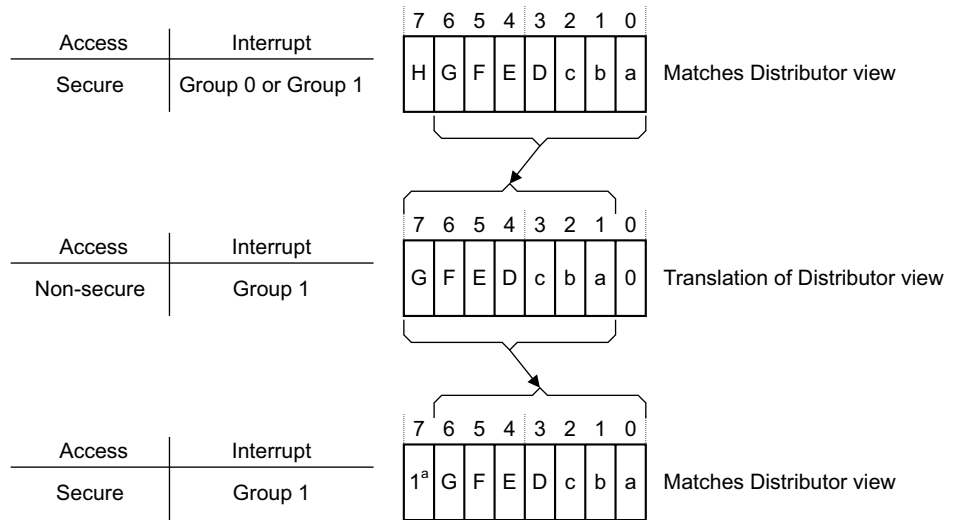 7 6 5 4 3 2 1 0
Access Interrupt
Secure Group 0 or Group 1
H G F E D c b a
Matches Distributor view
7 6 5 4 3 2 1 0
Access Interrupt
Non-secure Group 1
G F E D c b a 0
Translation of Distributor view
7 6 5 4 3 2 1 0
Access Interrupt
Secure Group 1
1a G F E D c b a
Matches Distributor view